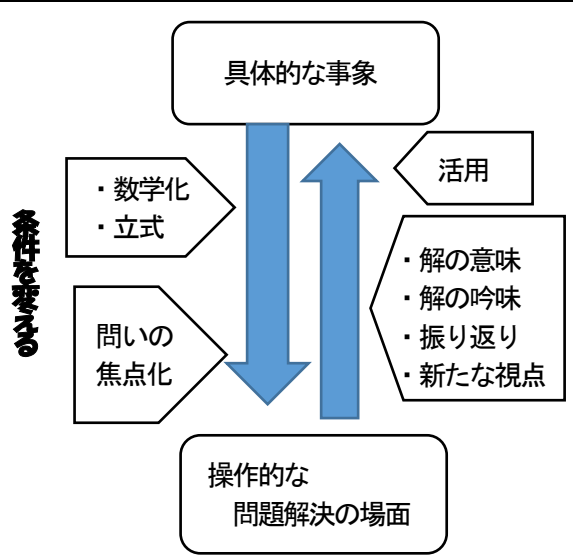 具体的な事象
・数学化
・立式
活用
条件を変える
・解の意味
・解の吟味
・振り返り
・新たな視点
問いの
焦点化
操作的な
問題解決の場面